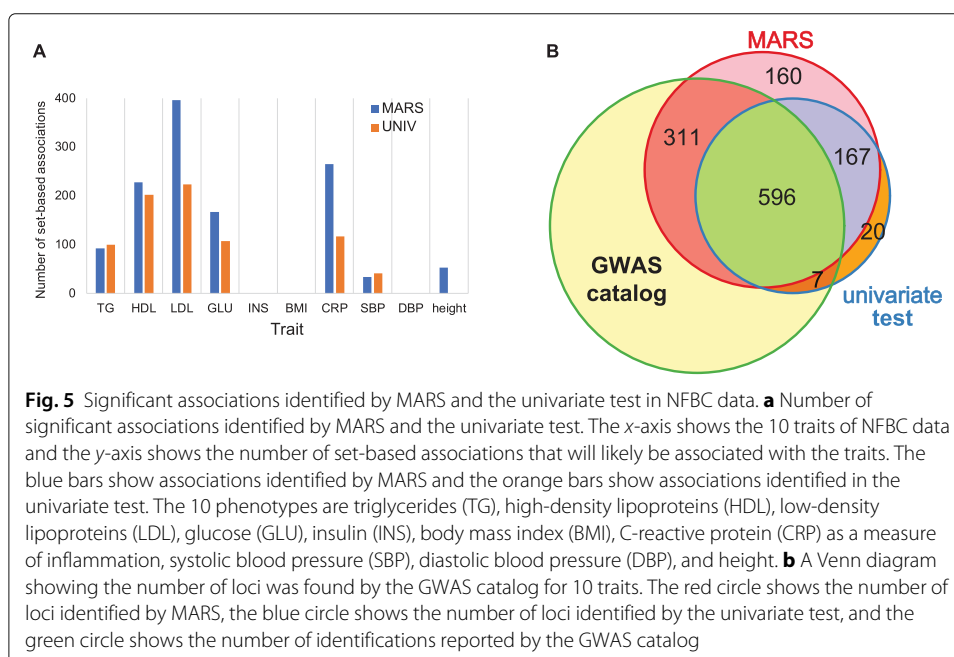 A
Number of set-based associations
400
300
200
100
0
MARS
UNIV
TG HDL LDL GLU INS BMI CRP SBP DBP height
Trait
B
MARS
160
311
167
596
20
7
GWAS
catalog
univariate
test
Fig. 5 Significant associations identified by MARS and the univariate test in NFBC data. a Number of
significant associations identified by MARS and the univariate test. The x-axis shows the 10 traits of NFBC data
and the y-axis shows the number of set-based associations that will likely be associated with the traits. The
blue bars show associations identified by MARS and the orange bars show associations identified in the
univariate test. The 10 phenotypes are triglycerides (TG), high-density lipoproteins (HDL), low-density
lipoproteins (LDL), glucose (GLU), insulin (INS), body mass index (BMI), C-reactive protein (CRP) as a measure
of inflammation, systolic blood pressure (SBP), diastolic blood pressure (DBP), and height. b A Venn diagram
showing the number of loci was found by the GWAS catalog for 10 traits. The red circle shows the number of
loci identified by MARS, the blue circle shows the number of loci identified by the univariate test, and the
green circle shows the number of identifications reported by the GWAS catalog